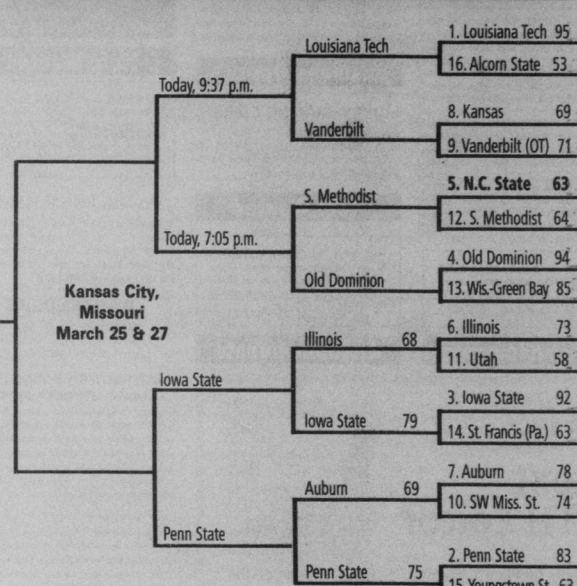 1. Louisiana Tech 95
16. Alcorn State 53
Louisiana Tech
Today, 9:37 p.m.
8. Kansas 69
Vanderbilt
9. Vanderbilt (OT) 71
5. N.C. State 63
S. Methodist
12. S. Methodist 64
Today, 7:05 p.m.
4. Old Dominion 94
Old Dominion
13. Wis.-Green Bay 85
Kansas City,
Missouri
March 25 & 27
6. Illinois 73
Illinois 68
11. Utah 58
Iowa State
3. Iowa State 92
Iowa State 79
14. St. Francis (Pa.) 63
7. Auburn 78
Auburn 69
10. SW Miss. St. 74
Penn State
2. Penn State 83
Penn State 75
15. Youngstown St.